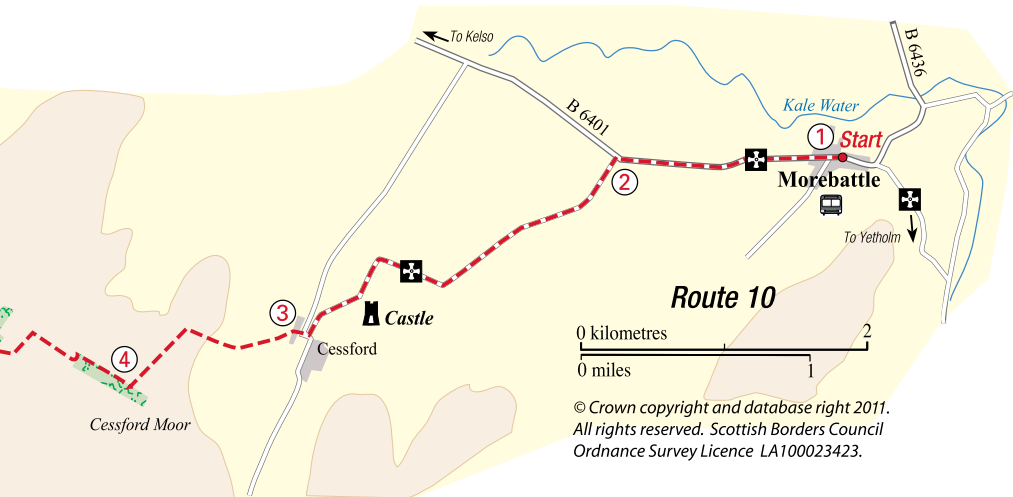 To Kelso
B 6436
B 6401
Kale Water
1
Start
Morebattle
2
To Yetholm
Route 10
3
Castle
Cessford
0 kilometres 2
0 miles 1
4
Cessford Moor
© Crown copyright and database right 2011.
All rights reserved. Scottish Borders Council
Ordnance Survey Licence LA100023423.